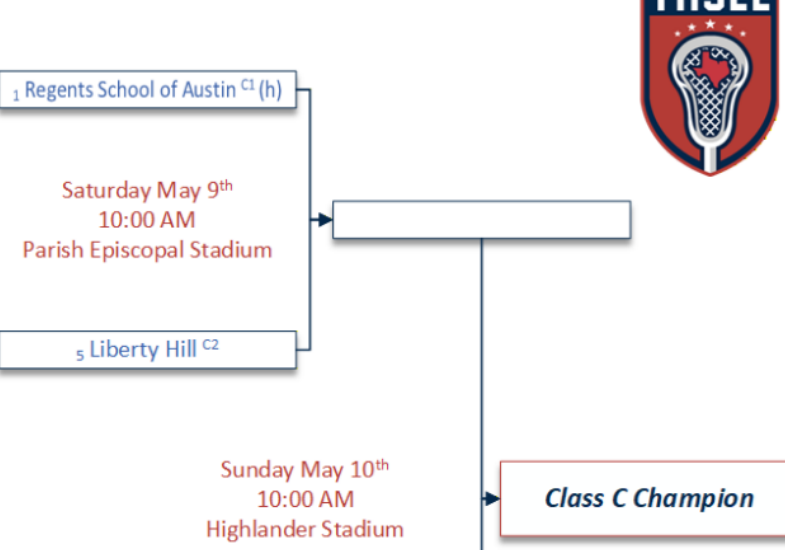 1 Regents School of Austin C1 (h)
Saturday May 9th
10:00 AM
Parish Episcopal Stadium
5 Liberty Hill C2
Sunday May 10th
10:00 AM
Highlander Stadium
Class C Champion